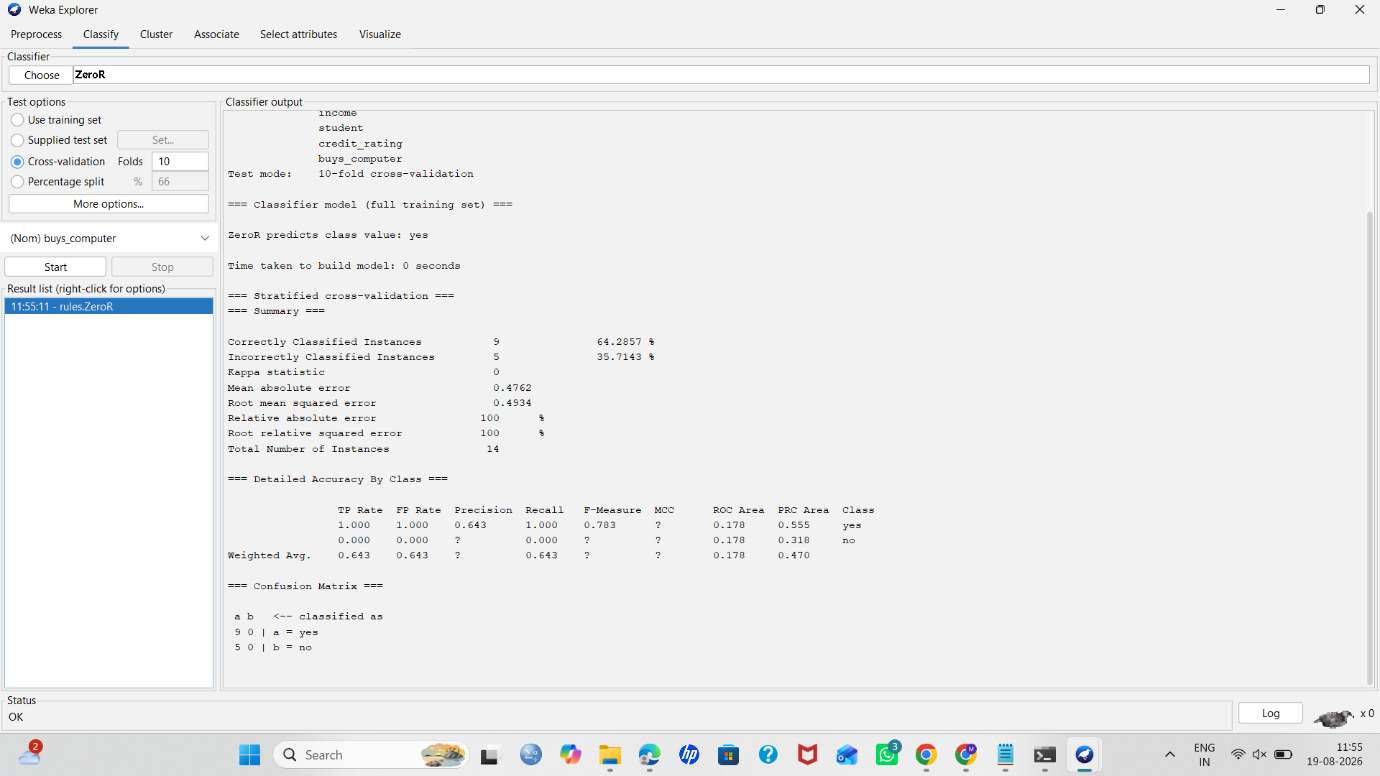 Weka Explorer
Preprocess Classify Cluster Associate Select attributes Visualize
Classifier
Choose ZeroR
Test options
Use training set
Supplied test set Set...
Cross-validation Folds 10
Percentage split % 66
More options...
(Nom) buys_computer
Start Stop
Result list (right-click for options)
11:55:11 - rules.ZeroR
Classifier output
income
student
credit_rating
buys_computer
Test mode: 10-fold cross-validation
=== Classifier model (full training set) ===
ZeroR predicts class value: yes
Time taken to build model: 0 seconds
=== Stratified cross-validation ===
=== Summary ===
Correctly Classified Instances 9 64.2857 %
Incorrectly Classified Instances 5 35.7143 %
Kappa statistic 0
Mean absolute error 0.4762
Root mean squared error 0.4934
Relative absolute error 100 %
Root relative squared error 100 %
Total Number of Instances 14
=== Detailed Accuracy By Class ===
TP Rate FP Rate Precision Recall F-Measure MCC ROC Area PRC Area Class
1.000 1.000 0.643 1.000 0.783 ? 0.178 0.555 yes
0.000 0.000 ? 0.000 ? ? 0.178 0.318 no
Weighted Avg. 0.643 0.643 ? 0.643 ? ? 0.178 0.470
=== Confusion Matrix ===
a b <-- classified as
9 0 | a = yes
5 0 | b = no
Status
OK
Log x 0
2
Search
hp
3
M
ENG
IN
11:55
19-08-2026